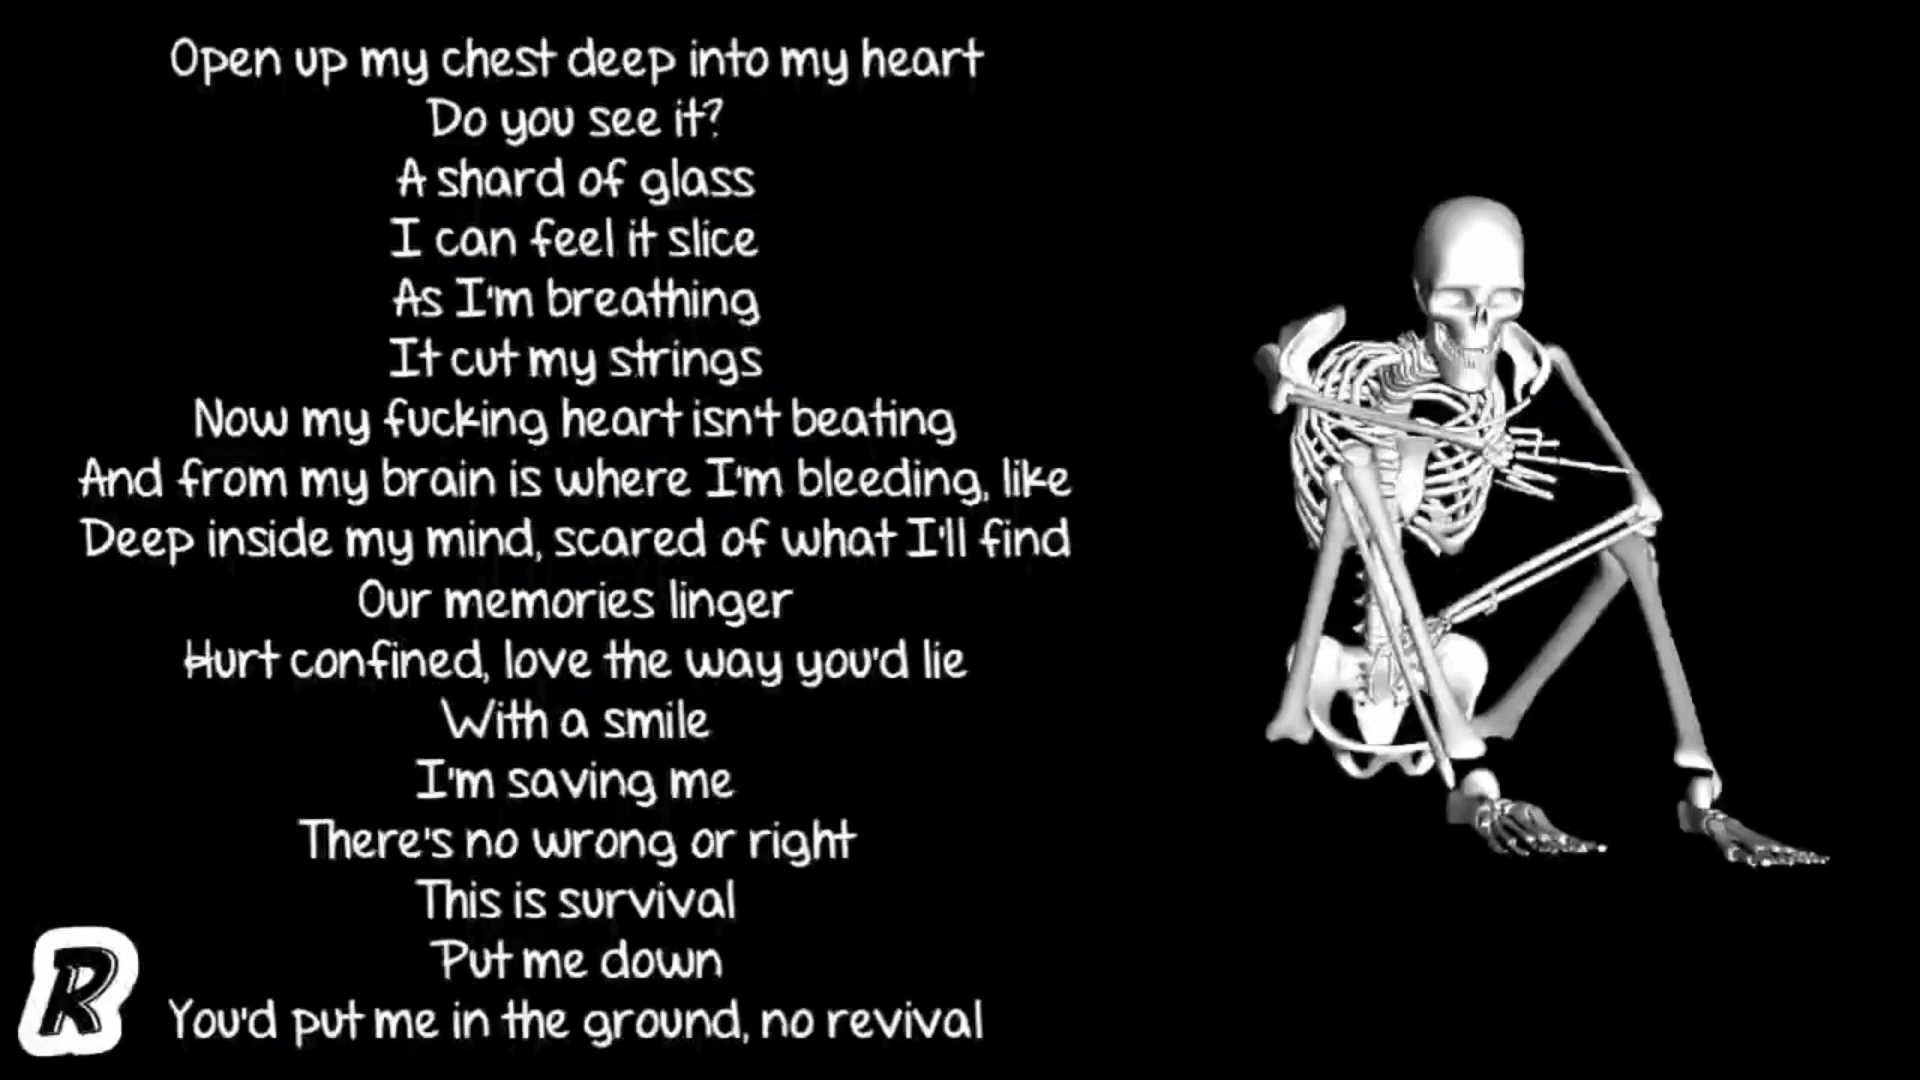 Open up my chest deep into my heart
Do you see it?
A shard of glass
I can feel it slice
As I'm breathing
It cut my strings
Now my fucking heart isn't beating
And from my brain is where I'm bleeding, like
Deep inside my mind, scared of what I'll find
Our memories linger
Hurt confined, love the way you'd lie
With a smile
I'm saving me
There's no wrong or right
This is survival
Put me down
You'd put me in the ground, no revival
R